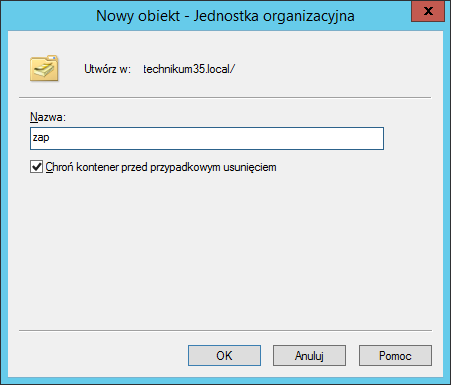 Nowy obiekt - Jednostka organizacyjna
x
Utwórz w: technikum35.local/
Nazwa:
zap
Chroń kontener przed przypadkowym usunięciem
OK Anuluj Pomoc